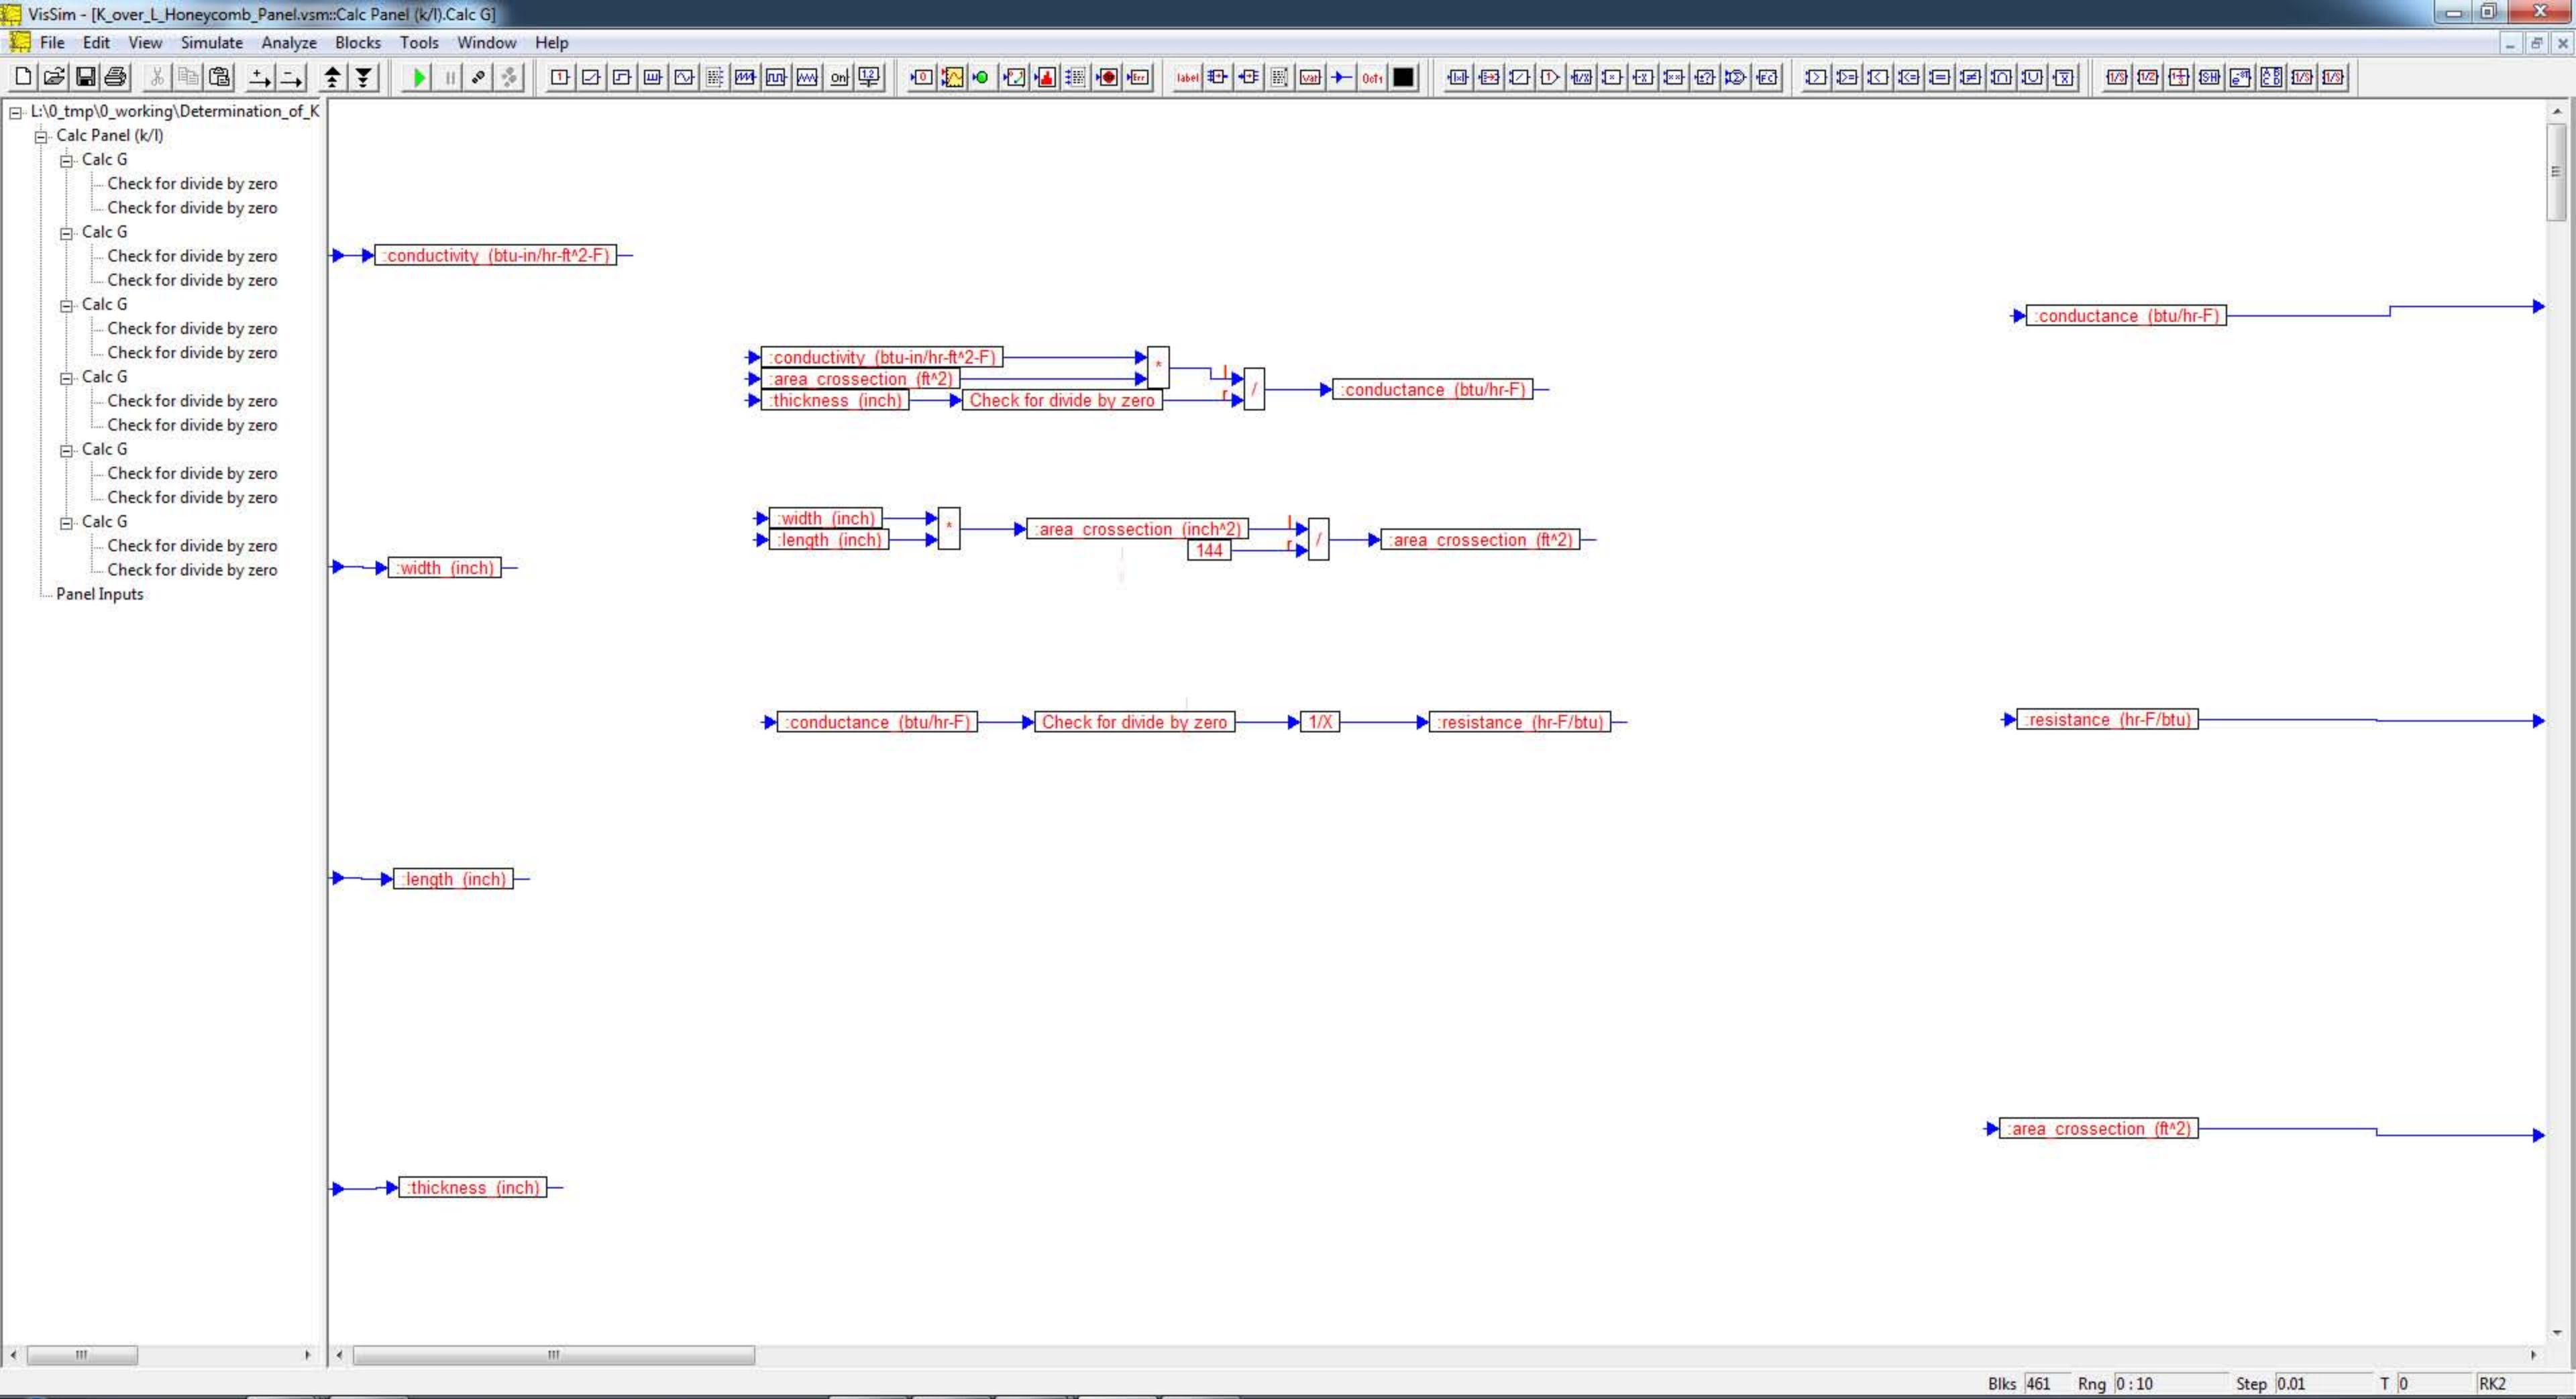 VisSim - [K_over_L_Honeycomb_Panel.vsm::Calc Panel (k/l).Calc G]
File Edit View Simulate Analyze Blocks Tools Window Help
label var
L:\0_tmp\0_working\Determination_of_K
Calc Panel (k/l)
Calc G
Check for divide by zero
Check for divide by zero
Calc G
Check for divide by zero
Check for divide by zero
Calc G
Check for divide by zero
Check for divide by zero
Calc G
Check for divide by zero
Check for divide by zero
Calc G
Check for divide by zero
Check for divide by zero
Calc G
Check for divide by zero
Check for divide by zero
Panel Inputs
:conductivity (btu-in/hr-ft^2-F)
:conductance (btu/hr-F)
:conductivity (btu-in/hr-ft^2-F) *
:area crossection (ft^2) l
:thickness (inch) Check for divide by zero r / :conductance (btu/hr-F)
:width (inch) *
:length (inch) :area crossection (inch^2) l / :area crossection (ft^2)
144 r
:width (inch)
:conductance (btu/hr-F) Check for divide by zero 1/X :resistance (hr-F/btu) :resistance (hr-F/btu)
:length (inch)
:area crossection (ft^2)
:thickness (inch)
Blks 461 Rng 0:10 Step 0.01 T 0 RK2